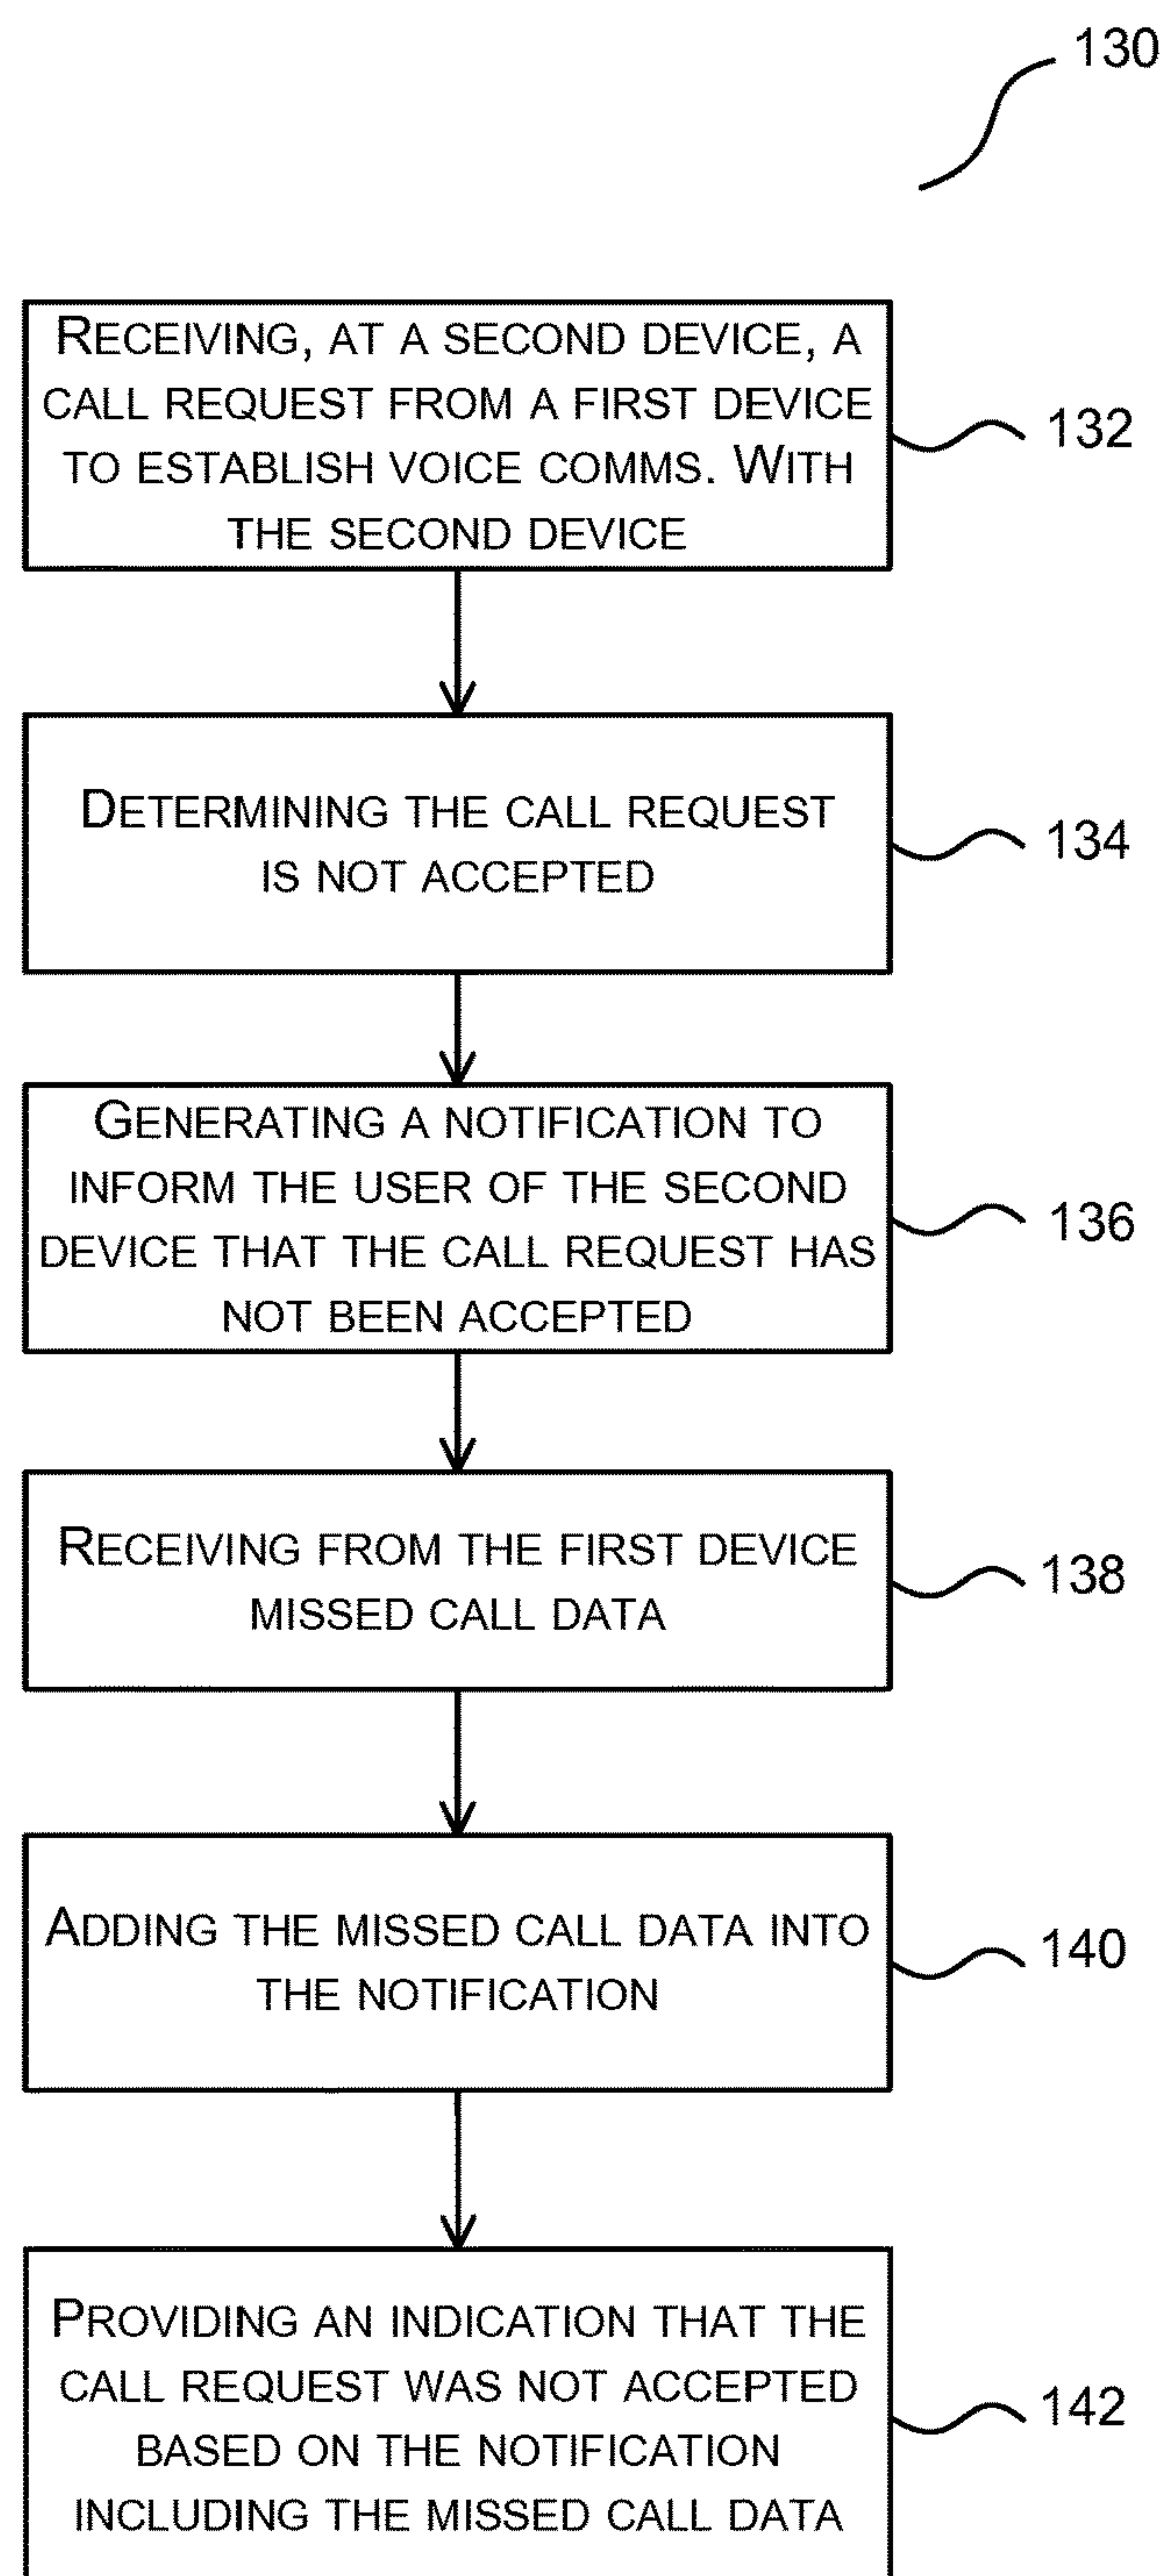 130
RECEIVING, AT A SECOND DEVICE, A
CALL REQUEST FROM A FIRST DEVICE
TO ESTABLISH VOICE COMMS. WITH
THE SECOND DEVICE
132
DETERMINING THE CALL REQUEST
IS NOT ACCEPTED
134
GENERATING A NOTIFICATION TO
INFORM THE USER OF THE SECOND
DEVICE THAT THE CALL REQUEST HAS
NOT BEEN ACCEPTED
136
RECEIVING FROM THE FIRST DEVICE
MISSED CALL DATA
138
ADDING THE MISSED CALL DATA INTO
THE NOTIFICATION
140
PROVIDING AN INDICATION THAT THE
CALL REQUEST WAS NOT ACCEPTED
BASED ON THE NOTIFICATION
INCLUDING THE MISSED CALL DATA
142